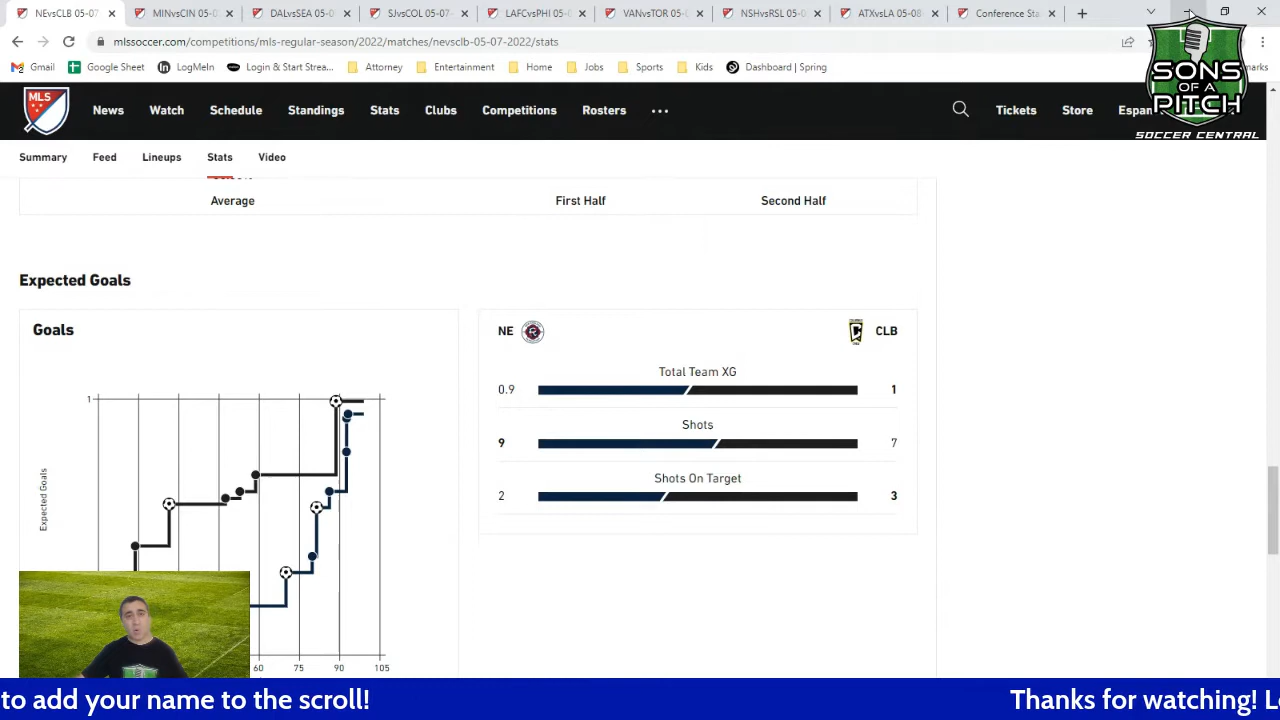 NEvsCLB 05-07
MINvsCIN 05-0
DALvsSEA 05-0
SJvsCOL 05-07-
LAFCvsPHI 05-0
VANvsTOR 05-0
NSHvsRSL 05-0
ATXvsLA 05-08
Conference Sta
mlssoccer.com/competitions/mls-regular-season/2022/matches/nevsclb-05-07-2022/stats
Gmail
Google Sheet
LogMeIn
Login & Start Strea...
Attorney
Entertainment
Home
Jobs
Sports
Kids
Dashboard | Spring
marks
SONS
OF A
PITCH
SOCCER CENTRAL
MLS
News
Watch
Schedule
Standings
Stats
Clubs
Competitions
Rosters
Tickets
Store
Espan
Summary
Feed
Lineups
Stats
Video
Average
First Half
Second Half
Expected Goals
Goals
NE
CLB
Total Team XG
0.9
1
Shots
9
7
Shots On Target
2
3
1
Expected Goals
60
75
90
105
to add your name to the scroll!
Thanks for watching! L